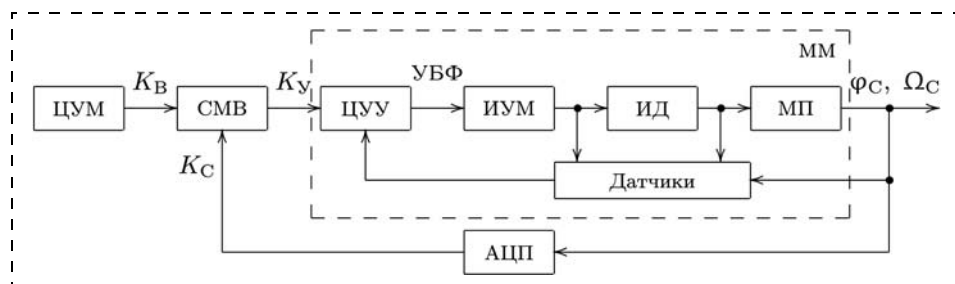 ММ
УБФ
K_В
K_У
φ_С, Ω_С
ЦУМ
СМВ
ЦУУ
ИУМ
ИД
МП
K_С
Датчики
АЦП